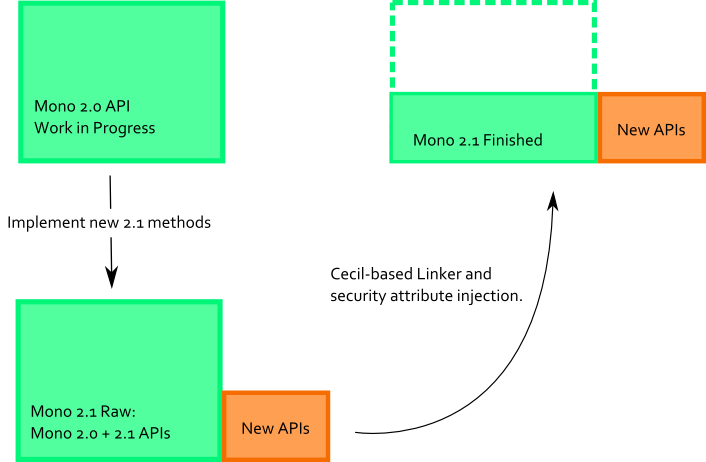 Mono 2.0 API
Work in Progress
Mono 2.1 Finished
New APIs
Implement new 2.1 methods
Cecil-based Linker and
security attribute injection.
Mono 2.1 Raw:
Mono 2.0 + 2.1 APIs
New APIs